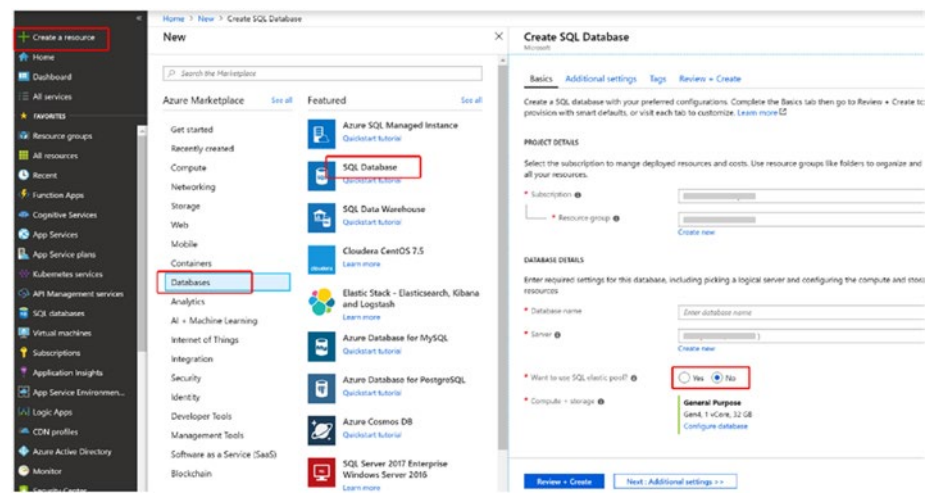 Create a resource
Home
Dashboard
All services
FAVORITES
Resource groups
All resources
Recent
Function Apps
Cognitive Services
App Services
App Service plans
Kubernetes services
API Management services
SQL databases
Virtual machines
Subscriptions
Application Insights
App Service Environmen...
Logic Apps
CDN profiles
Azure Active Directory
Monitor
Security Center
Home > New > Create SQL Database
New
Search the Marketplace
Azure Marketplace See all
Get started
Recently created
Compute
Networking
Storage
Web
Mobile
Containers
Databases
Analytics
AI + Machine Learning
Internet of Things
Integration
Security
Identity
Developer Tools
Management Tools
Software as a Service (SaaS)
Blockchain
Featured See all
Azure SQL Managed Instance
Quickstart tutorial
SQL Database
Quickstart tutorial
SQL Data Warehouse
Quickstart tutorial
cloudera
Cloudera CentOS 7.5
Learn more
Elastic Stack - Elasticsearch, Kibana
and Logstash
Learn more
Azure Database for MySQL
Quickstart tutorial
Azure Database for PostgreSQL
Quickstart tutorial
Azure Cosmos DB
Quickstart tutorial
SQL Server 2017 Enterprise
Windows Server 2016
Learn more
Create SQL Database
Microsoft
Basics Additional settings Tags Review + Create
Create a SQL database with your preferred configurations. Complete the Basics tab then go to Review + Create to
provision with smart defaults, or visit each tab to customize. Learn more
PROJECT DETAILS
Select the subscription to mange deployed resources and costs. Use resource groups like folders to organize and
all your resources.
* Subscription
* Resource group
Create new
DATABASE DETAILS
Enter required settings for this database, including picking a logical server and configuring the compute and stora
resources
* Database name
Enter database name
* Server
)
Create new
* Want to use SQL elastic pool? Yes No
* Compute + storage
General Purpose
Gen4, 1 vCore, 32 GB
Configure database
Review + Create Next : Additional settings >>